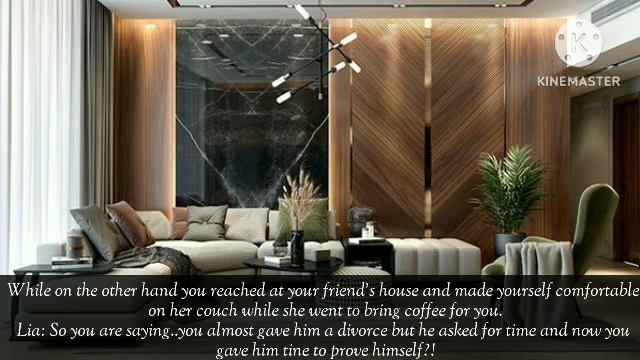 KINEMASTER
While on the other hand you reached at your friend's house and made yourself comfortable
on her couch while she went to bring coffee for you.
Lia: So you are saying..you almost gave him a divorce but he asked for time and now you
gave him tine to prove himself?!